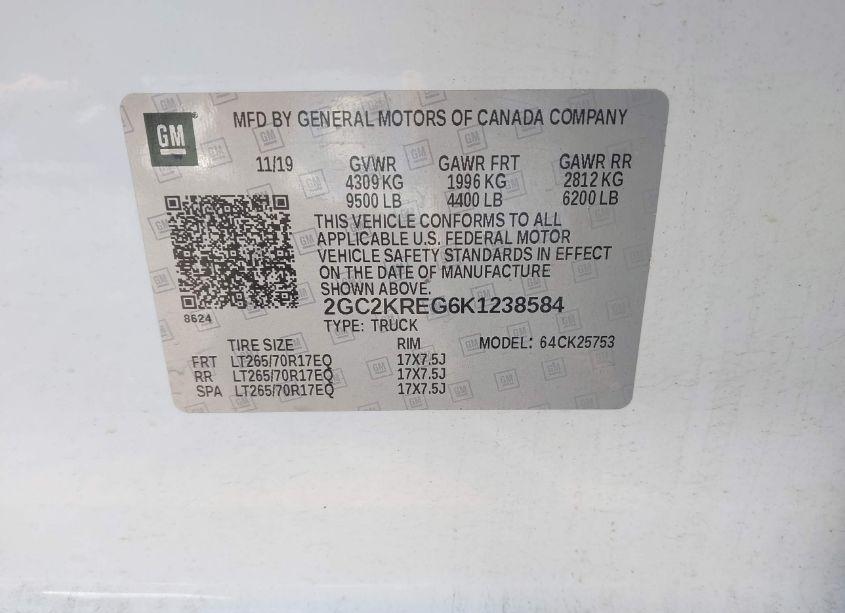 GM
MFD BY GENERAL MOTORS OF CANADA COMPANY
11/19 GVWR GAWR FRT GAWR RR
4309 KG 1996 KG 2812 KG
9500 LB 4400 LB 6200 LB
THIS VEHICLE CONFORMS TO ALL
APPLICABLE U.S. FEDERAL MOTOR
VEHICLE SAFETY STANDARDS IN EFFECT
ON THE DATE OF MANUFACTURE
SHOWN ABOVE.
8624
2GC2KREG6K1238584
TYPE: TRUCK
TIRE SIZE RIM MODEL: 64CK25753
FRT LT265/70R17EQ 17X7.5J
RR LT265/70R17EQ 17X7.5J
SPA LT265/70R17EQ 17X7.5J